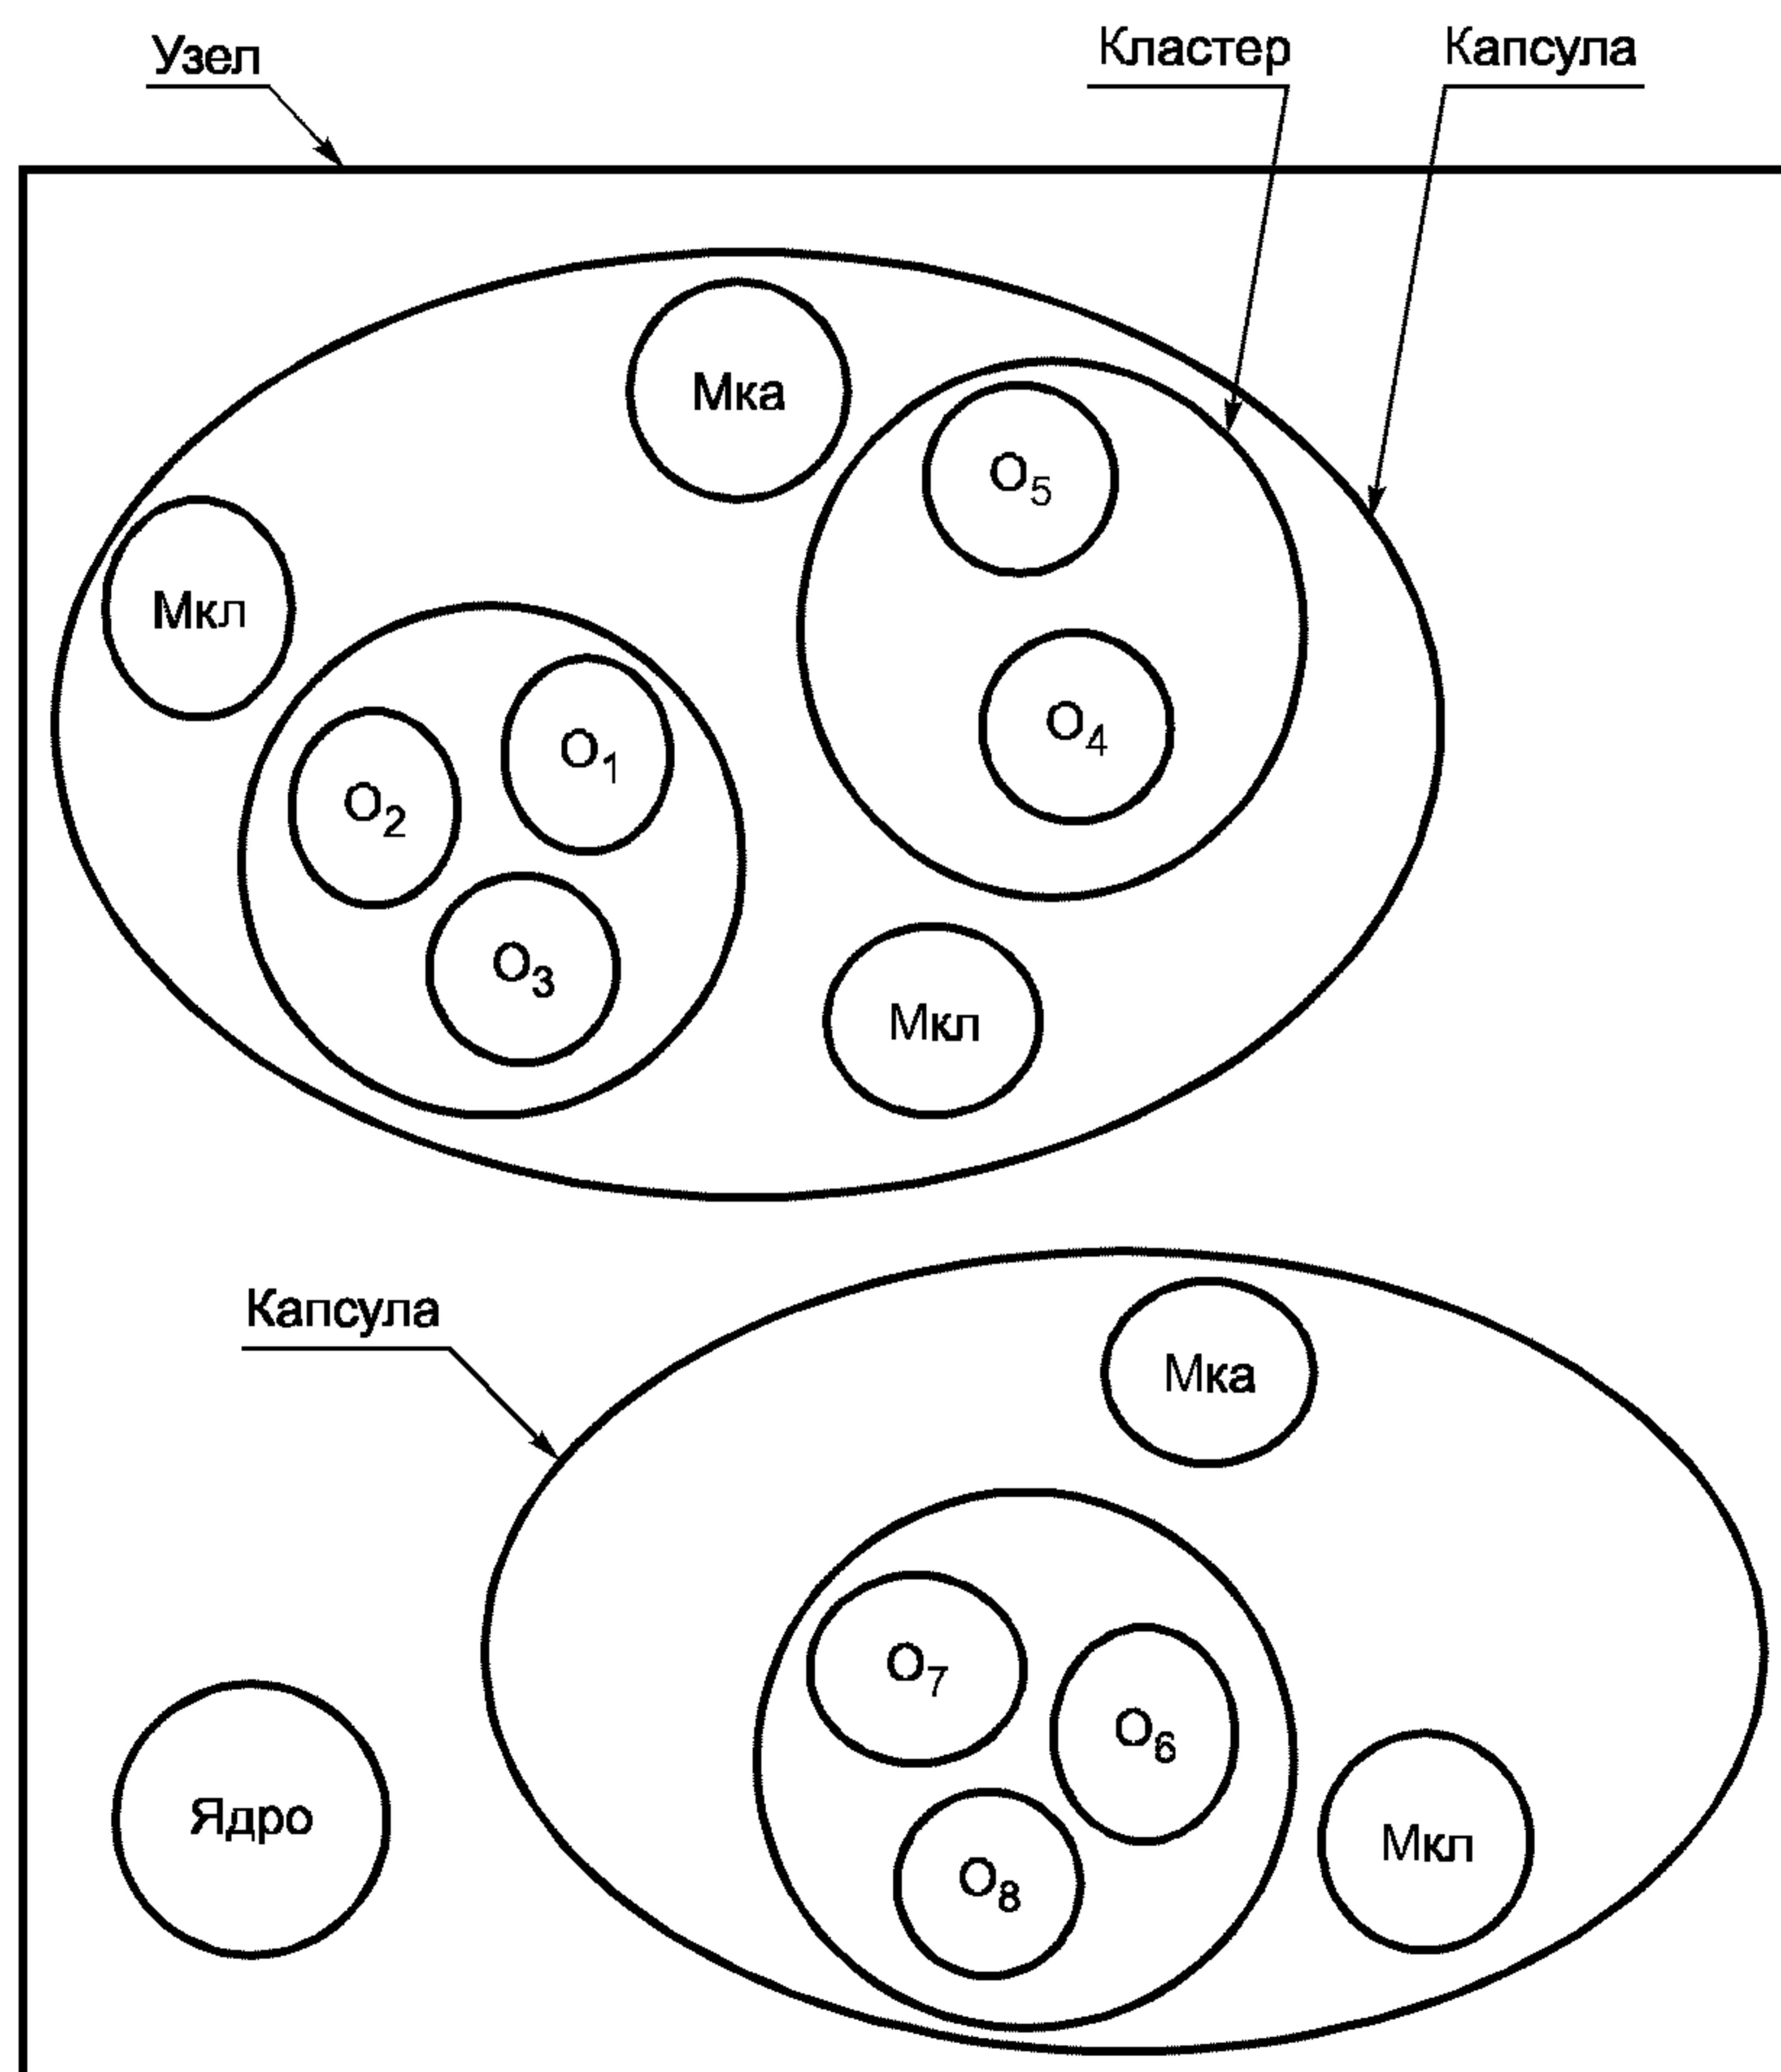 Узел
Кластер
Капсула
Мка
O5
Мкл
O4
O1
O2
O3
Мкл
Капсула
Мка
O7
O6
Ядро
Мкл
O8